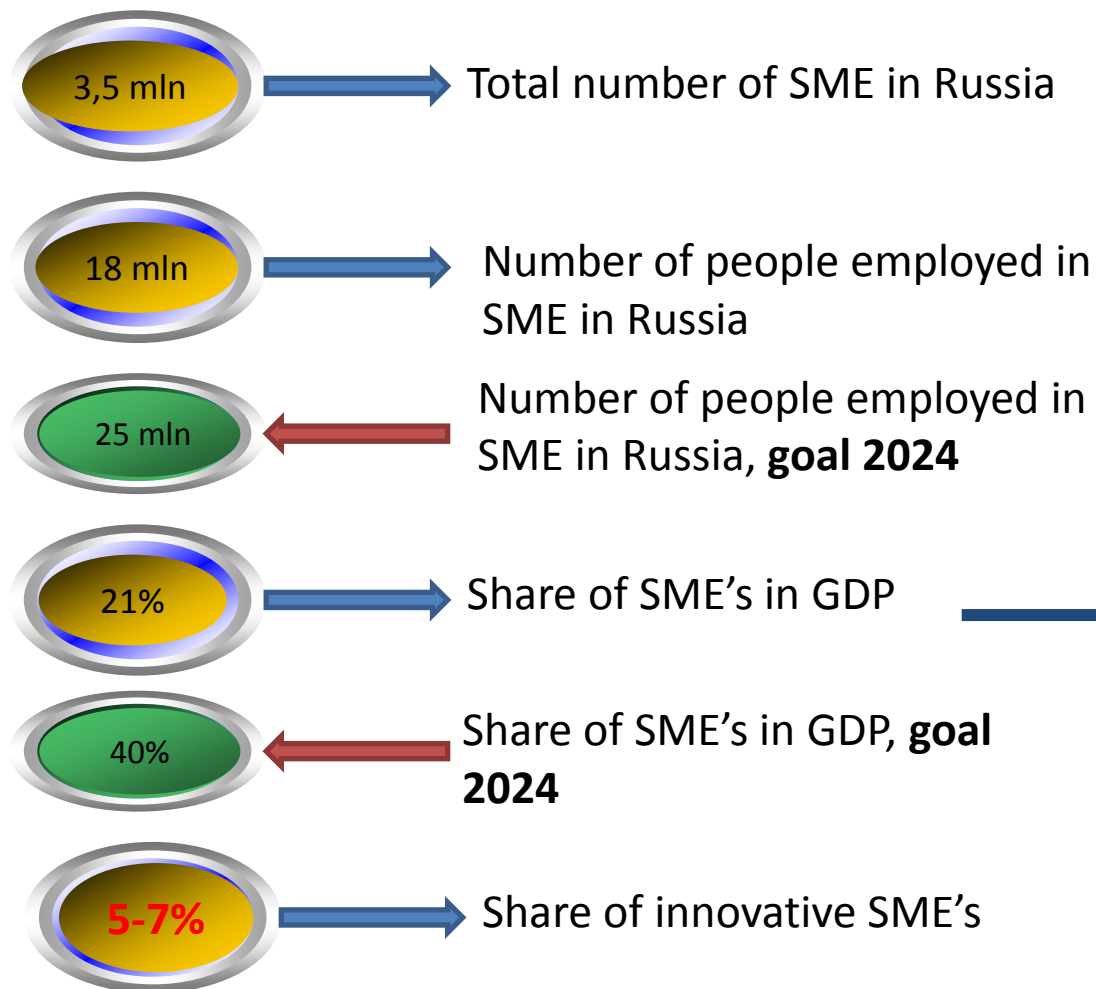 3,5 mln
Total number of SME in Russia
18 mln
Number of people employed in
SME in Russia
25 mln
Number of people employed in
SME in Russia, goal 2024
21%
Share of SME’s in GDP
40%
Share of SME’s in GDP, goal
2024
5-7%
Share of innovative SME’s